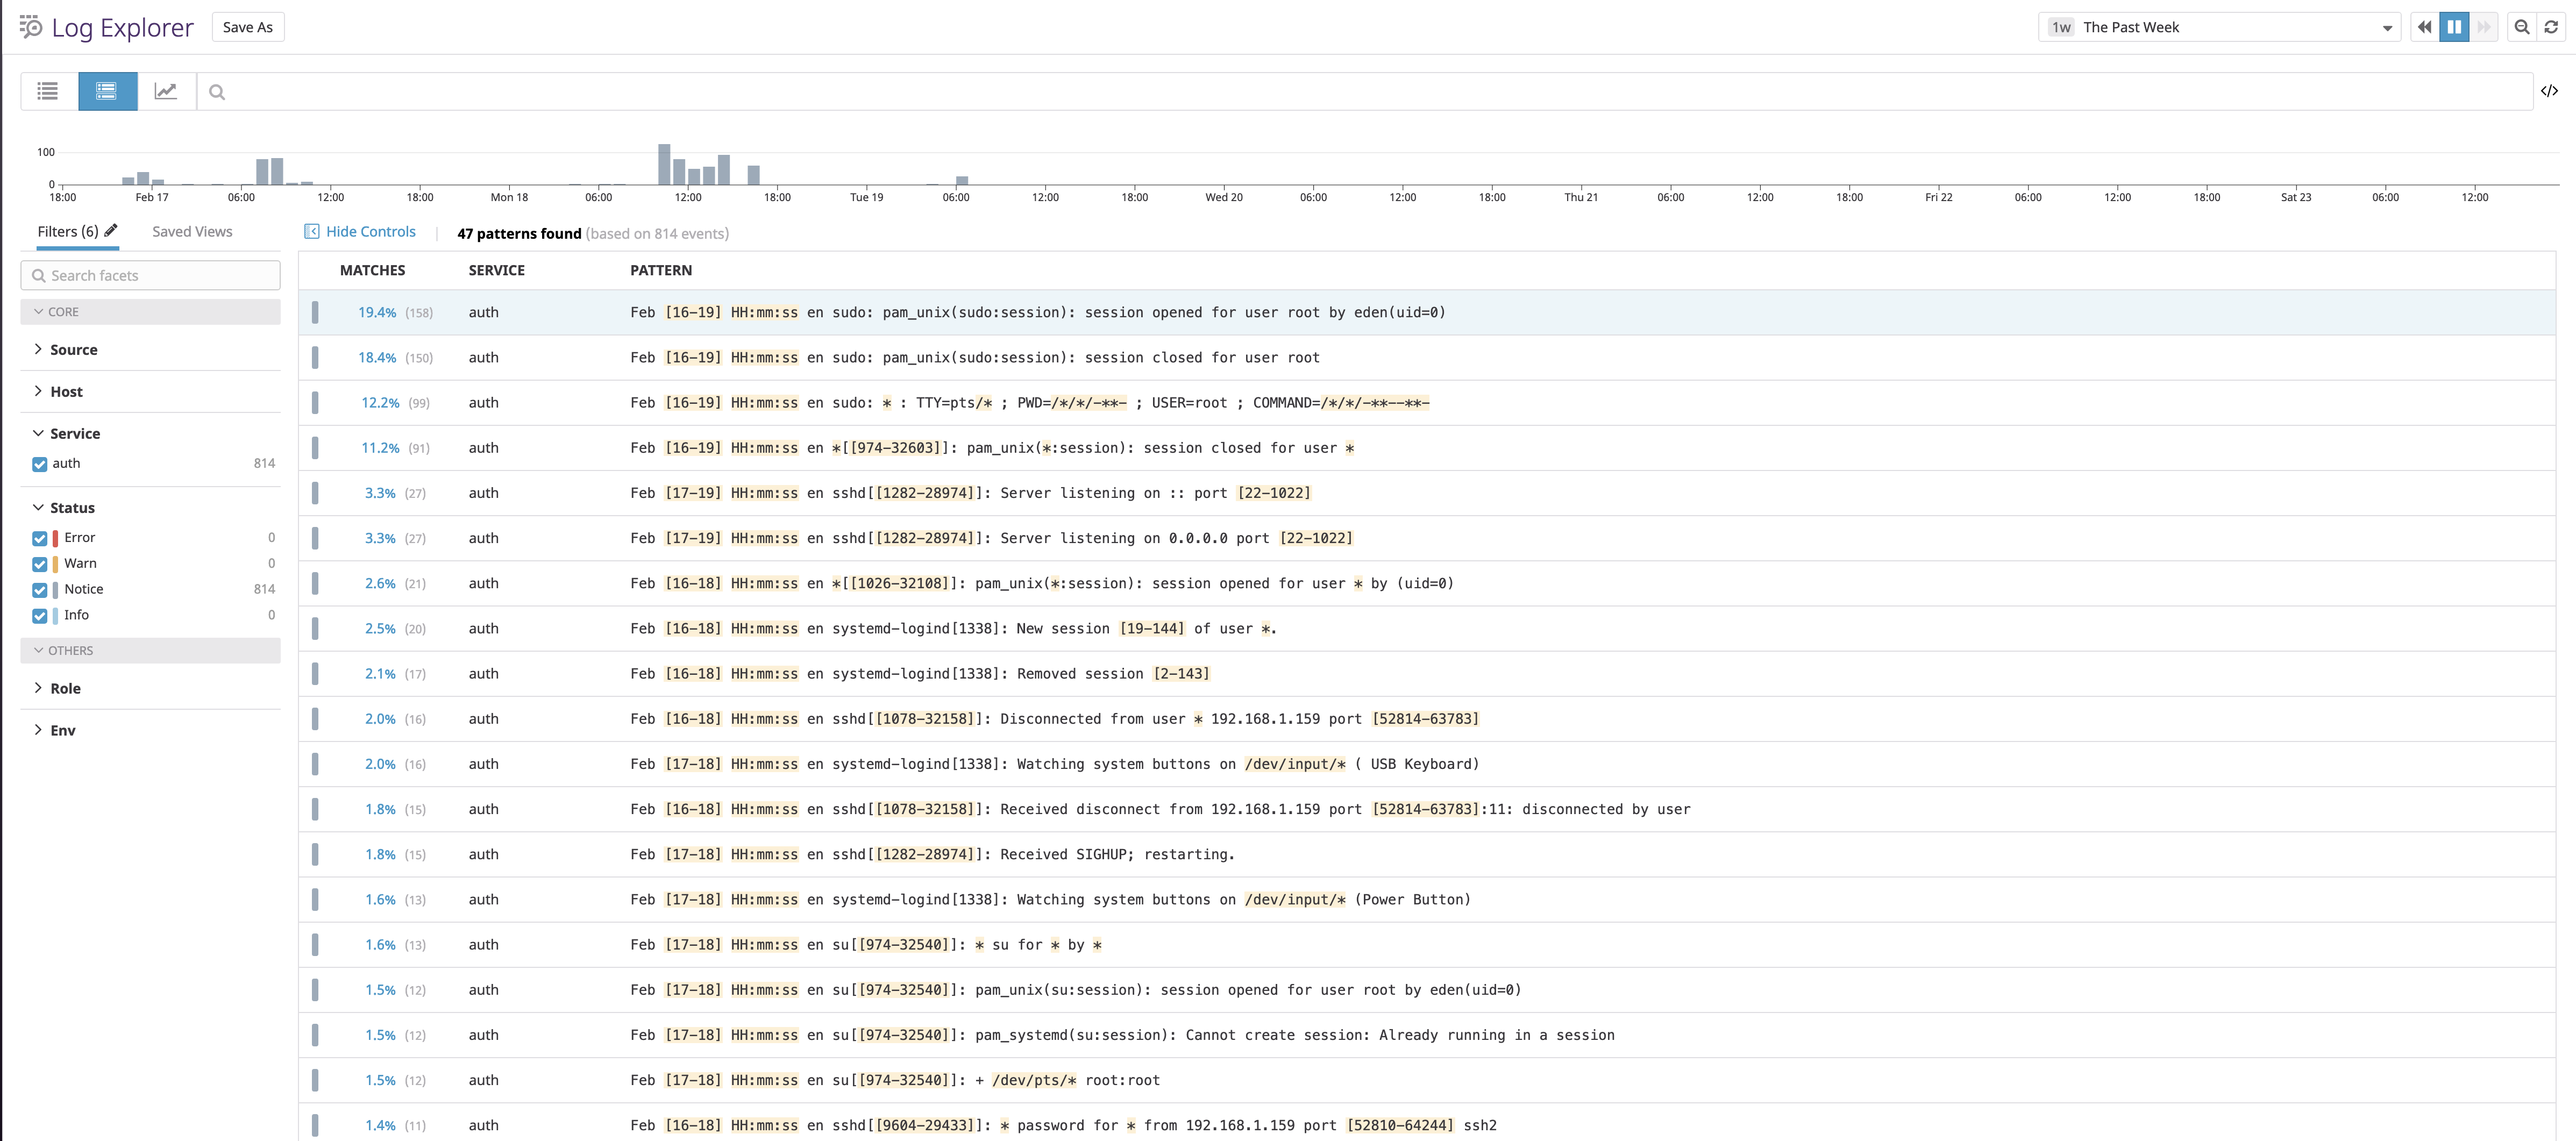 Log Explorer Save As 1w The Past Week
</>
100
0
18:00 Feb 17 06:00 12:00 18:00 Mon 18 06:00 12:00 18:00 Tue 19 06:00 12:00 18:00 Wed 20 06:00 12:00 18:00 Thu 21 06:00 12:00 18:00 Fri 22 06:00 12:00 18:00 Sat 23 06:00 12:00
Filters (6) Saved Views
Search facets
CORE
Source
Host
Service
auth 814
Status
Error 0
Warn 0
Notice 814
Info 0
OTHERS
Role
Env
Hide Controls 47 patterns found (based on 814 events)
MATCHES SERVICE PATTERN
19.4% (158) auth Feb [16-19] HH:mm:ss en sudo: pam_unix(sudo:session): session opened for user root by eden(uid=0)
18.4% (150) auth Feb [16-19] HH:mm:ss en sudo: pam_unix(sudo:session): session closed for user root
12.2% (99) auth Feb [16-19] HH:mm:ss en sudo: * : TTY=pts/* ; PWD=/*/*/-**- ; USER=root ; COMMAND=/*/*/-**--**-
11.2% (91) auth Feb [16-19] HH:mm:ss en *[[974-32603]]: pam_unix(*:session): session closed for user *
3.3% (27) auth Feb [17-19] HH:mm:ss en sshd[[1282-28974]]: Server listening on :: port [22-1022]
3.3% (27) auth Feb [17-19] HH:mm:ss en sshd[[1282-28974]]: Server listening on 0.0.0.0 port [22-1022]
2.6% (21) auth Feb [16-18] HH:mm:ss en *[[1026-32108]]: pam_unix(*:session): session opened for user * by (uid=0)
2.5% (20) auth Feb [16-18] HH:mm:ss en systemd-logind[1338]: New session [19-144] of user *.
2.1% (17) auth Feb [16-18] HH:mm:ss en systemd-logind[1338]: Removed session [2-143]
2.0% (16) auth Feb [16-18] HH:mm:ss en sshd[[1078-32158]]: Disconnected from user * 192.168.1.159 port [52814-63783]
2.0% (16) auth Feb [17-18] HH:mm:ss en systemd-logind[1338]: Watching system buttons on /dev/input/* ( USB Keyboard)
1.8% (15) auth Feb [16-18] HH:mm:ss en sshd[[1078-32158]]: Received disconnect from 192.168.1.159 port [52814-63783]:11: disconnected by user
1.8% (15) auth Feb [17-18] HH:mm:ss en sshd[[1282-28974]]: Received SIGHUP; restarting.
1.6% (13) auth Feb [17-18] HH:mm:ss en systemd-logind[1338]: Watching system buttons on /dev/input/* (Power Button)
1.6% (13) auth Feb [17-18] HH:mm:ss en su[[974-32540]]: * su for * by *
1.5% (12) auth Feb [17-18] HH:mm:ss en su[[974-32540]]: pam_unix(su:session): session opened for user root by eden(uid=0)
1.5% (12) auth Feb [17-18] HH:mm:ss en su[[974-32540]]: pam_systemd(su:session): Cannot create session: Already running in a session
1.5% (12) auth Feb [17-18] HH:mm:ss en su[[974-32540]]: + /dev/pts/* root:root
1.4% (11) auth Feb [16-18] HH:mm:ss en sshd[[9604-29433]]: * password for * from 192.168.1.159 port [52810-64244] ssh2